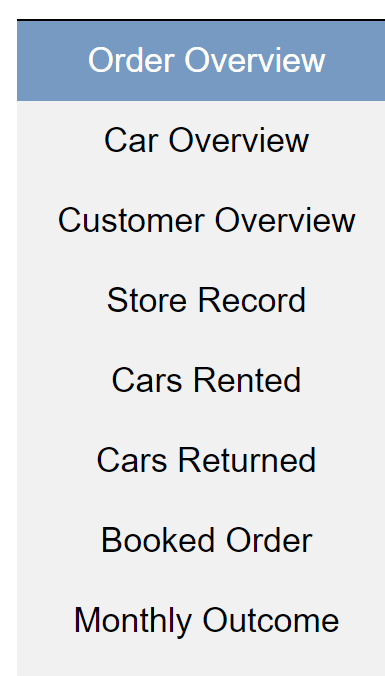 Order Overview
Car Overview
Customer Overview
Store Record
Cars Rented
Cars Returned
Booked Order
Monthly Outcome